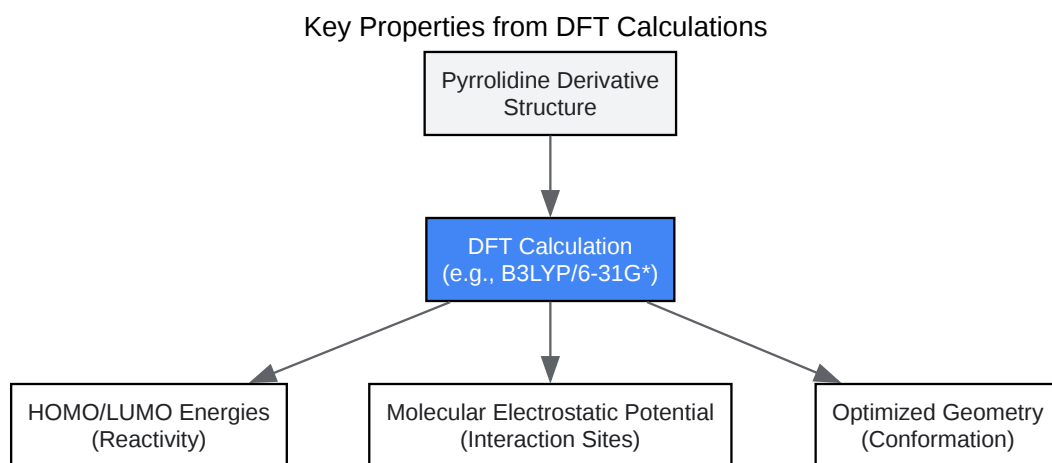 Key Properties from DFT Calculations
Pyrrolidine Derivative
Structure
DFT Calculation
(e.g., B3LYP/6-31G*)
HOMO/LUMO Energies
(Reactivity)
Molecular Electrostatic Potential
(Interaction Sites)
Optimized Geometry
(Conformation)